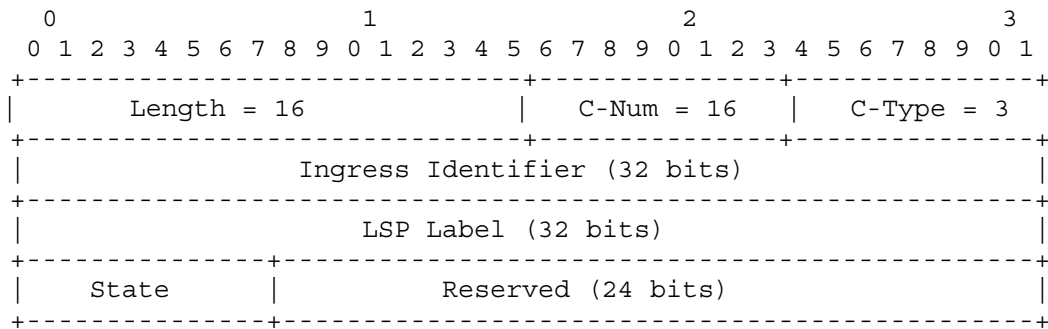 0                   1                   2                   3
0 1 2 3 4 5 6 7 8 9 0 1 2 3 4 5 6 7 8 9 0 1 2 3 4 5 6 7 8 9 0 1
+-------------------------------+---------------+---------------+
|       Length = 16             |  C-Num = 16   |  C-Type = 3
+-------------------------------+---------------+---------------+
|                 Ingress Identifier (32 bits)                  |
+---------------------------------------------------------------+
|                     LSP Label (32 bits)                       |
+---------------+-----------------------------------------------+
|    State      |          Reserved (24 bits)                   |
+---------------+-----------------------------------------------+